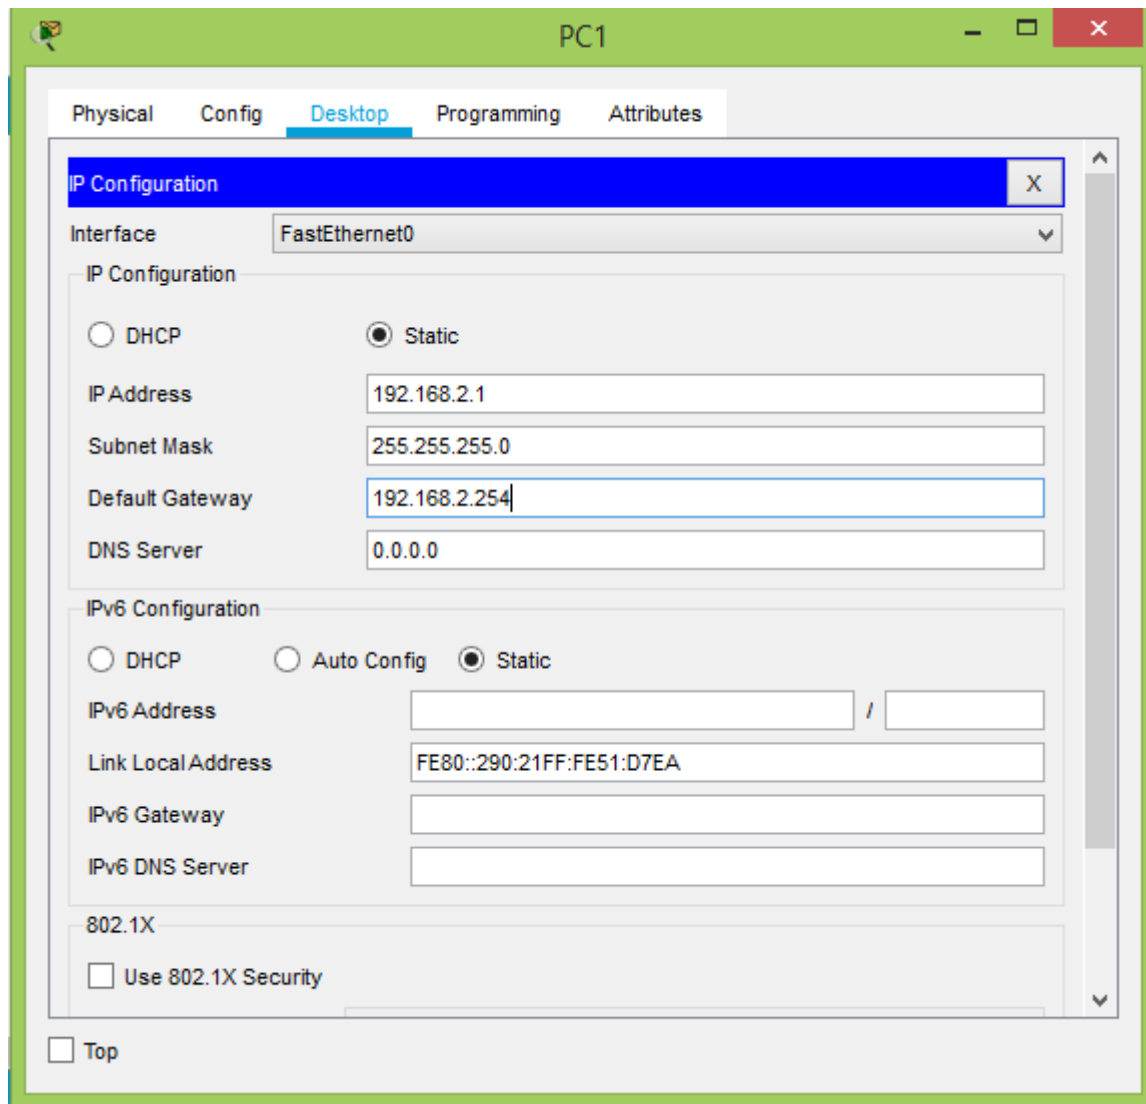 PC1
Physical Config Desktop Programming Attributes
IP Configuration X
Interface FastEthernet0
IP Configuration
DHCP Static
IP Address 192.168.2.1
Subnet Mask 255.255.255.0
Default Gateway 192.168.2.254
DNS Server 0.0.0.0
IPv6 Configuration
DHCP Auto Config Static
IPv6 Address /
Link Local Address FE80::290:21FF:FE51:D7EA
IPv6 Gateway
IPv6 DNS Server
802.1X
Use 802.1X Security
Top